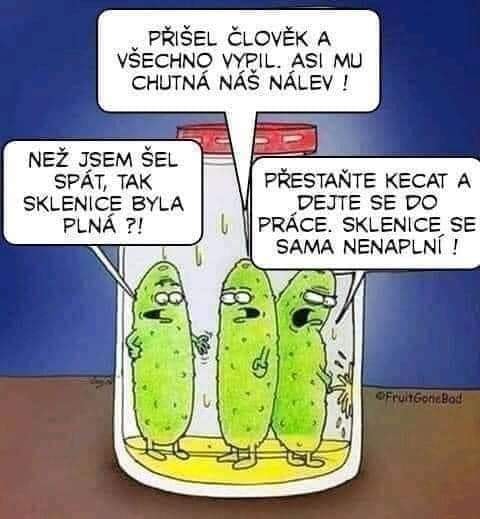 NEŽ JSEM ŠEL
SPÁT, TAK
SKLENICE BYLA
PLNÁ ?!
PŘIŠEL ČLOVĚK A
VŠECHNO VYPIL. ASI MU
CHUTNÁ NÁŠ NÁLEV !
PŘESTAŇTE KECAT A
DEJTE SE DO
PRÁCE. SKLENICE SE
SAMA NENAPLNÍ !
©FruitGoneBad